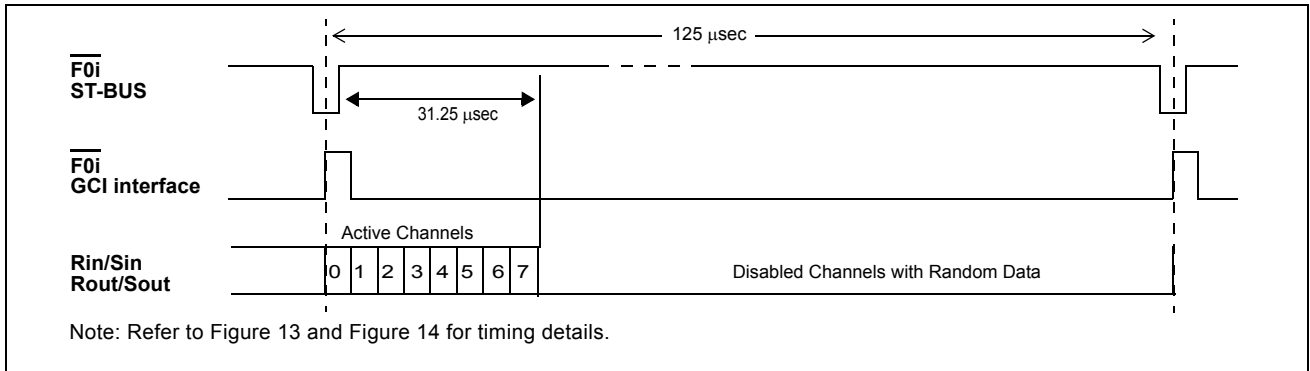 125 μsec
F0i
ST-BUS
31.25 μsec
F0i
GCI interface
Active Channels
Rin/Sin
Rout/Sout
0 1 2 3 4 5 6 7
Disabled Channels with Random Data
Note: Refer to Figure 13 and Figure 14 for timing details.